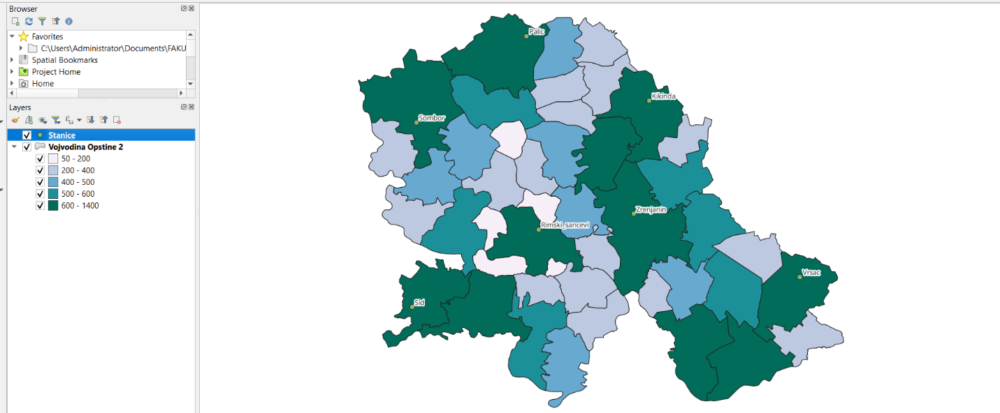 Browser
Favorites
C:\Users\Administrator\Documents\FAKU
Spatial Bookmarks
Project Home
Home
Layers
Stanice
Vojvodina Opstine 2
50 - 200
200 - 400
400 - 500
500 - 600
600 - 1400
Palic
Kikinda
Sombor
Zrenjanin
Rimski_sancevi
Vrsac
Sid